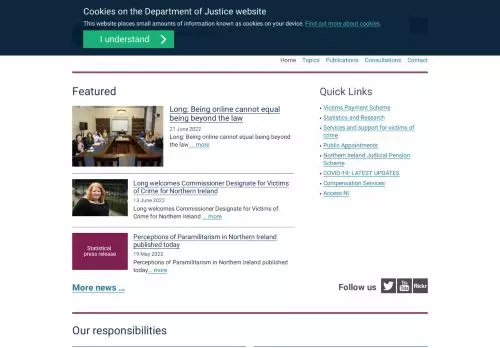 Cookies on the Department of Justice website
This website places small amounts of information known as cookies on your device. Find out more about cookies.
I understand
Home Topics Publications Consultations Contact
Featured
Long: Being online cannot equal
being beyond the law
21 June 2022
Long: Being online cannot equal being beyond
the law... more
Long welcomes Commissioner Designate for Victims
of Crime for Northern Ireland
13 June 2022
Long welcomes Commissioner Designate for Victims
of Crime for Northern Ireland ... more
Statistical
press release
Perceptions of Paramilitarism in Northern Ireland
published today
19 May 2022
Perceptions of Paramilitarism in Northern Ireland published
today... more
More news ...
Quick Links
Victims Payment Scheme
Statistics and Research
Services and support for victims of
crime
Public Appointments
Northern Ireland Judicial Pension
Scheme
COVID-19: LATEST UPDATES
Compensation Services
Access NI
Follow us
You Tube
flickr
Our responsibilities